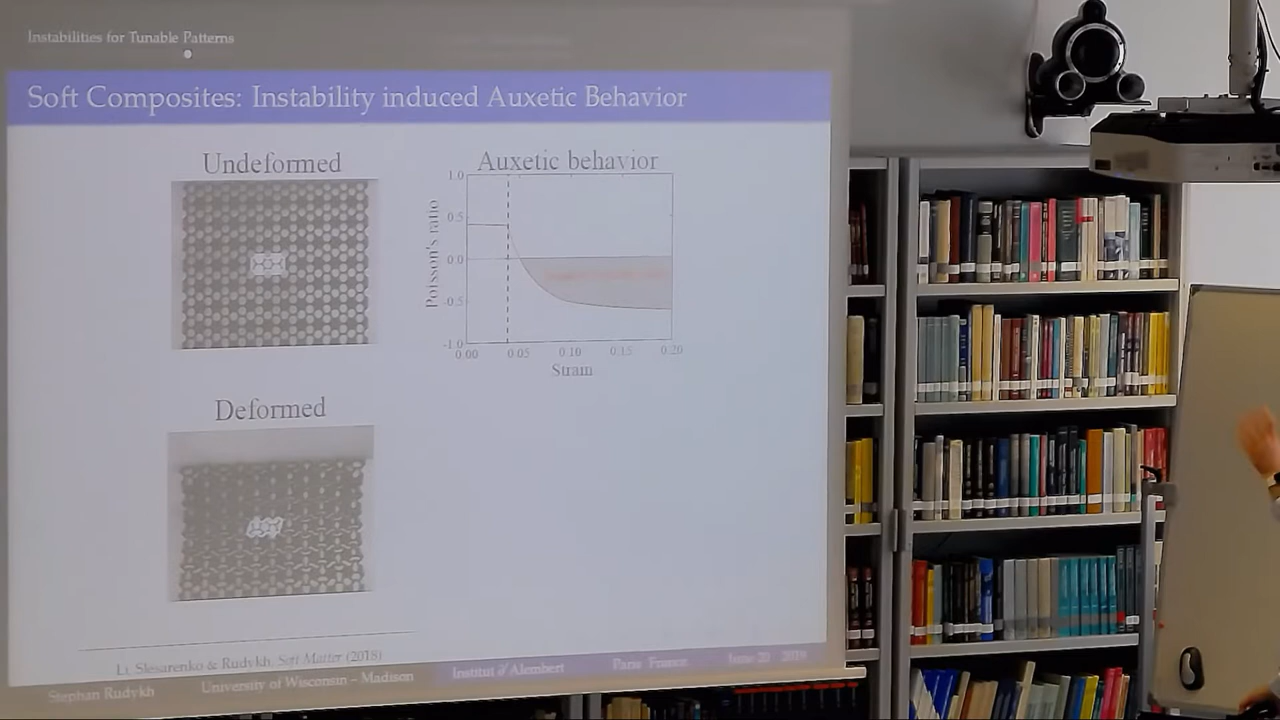 Instabilities for Tunable Patterns
Soft Composites: Instability induced Auxetic Behavior
Undeformed
Auxetic behavior
Poisson's ratio
1.0
0.5
0.0
-0.5
-1.0
0.00 0.05 0.10 0.15 0.20
Strain
Deformed
Li, Slesarenko & Rudykh, Soft Matter (2018)
Stephan Rudykh University of Wisconsin – Madison Institut d'Alembert Paris France June 20